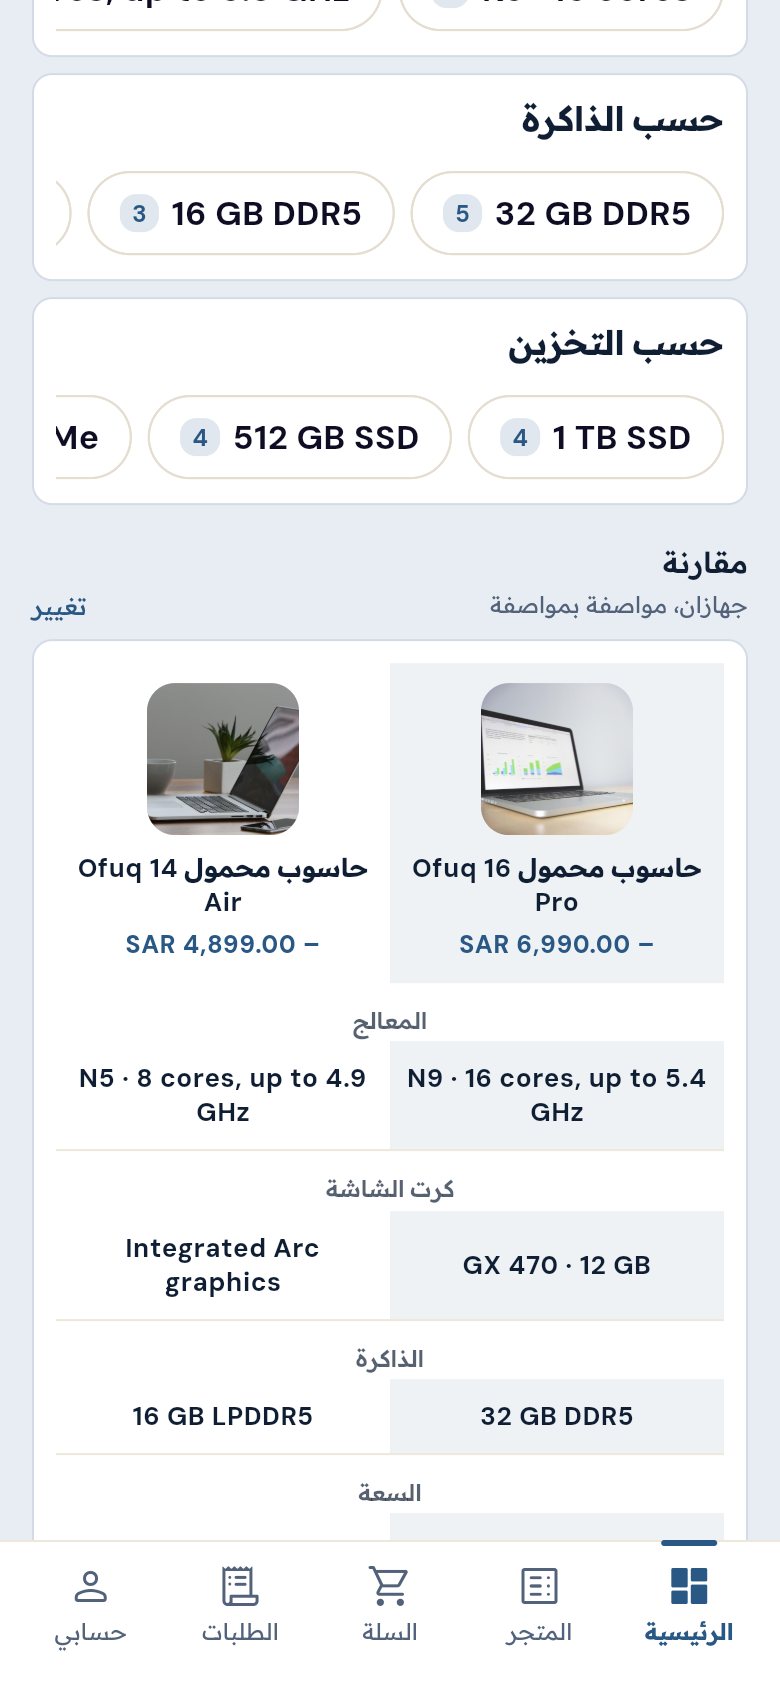 حسب الذاكرة
32 GB DDR5 5
16 GB DDR5 3
حسب التخزين
1 TB SSD 4
512 GB SSD 4
مقارنة
جهازان، مواصفة بمواصفة
تغيير
حاسوب محمول Ofuq 16
Pro
SAR 6,990.00 –
حاسوب محمول Ofuq 14
Air
SAR 4,899.00 –
المعالج
N9 · 16 cores, up to 5.4
GHz
N5 · 8 cores, up to 4.9
GHz
كرت الشاشة
GX 470 · 12 GB
Integrated Arc
graphics
الذاكرة
32 GB DDR5
16 GB LPDDR5
السعة
الرئيسية
المتجر
السلة
الطلبات
حسابي